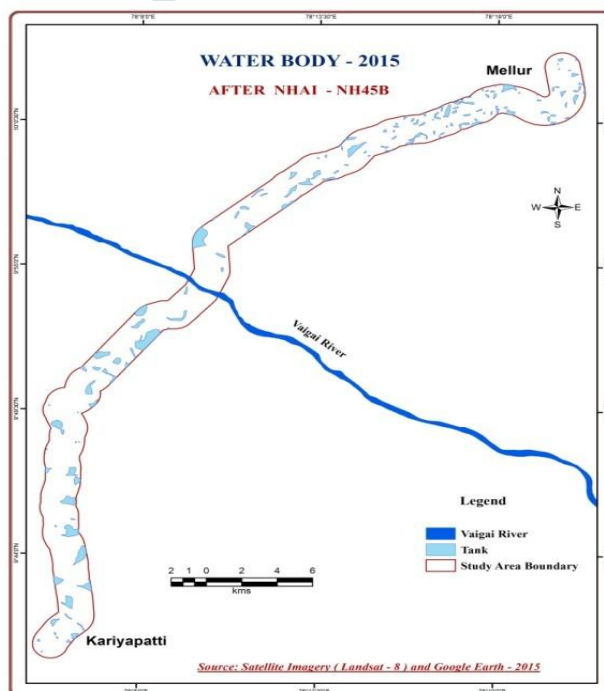 WATER BODY - 2015
AFTER NHAI - NH45B
Mellur
N
W E
S
Vaigai River
Legend
Vaigai River
Tank
Study Area Boundary
2 1 0 2 4 6
kms
Kariyapatti
Source: Satellite Imagery ( Landsat - 8 ) and Google Earth - 2015